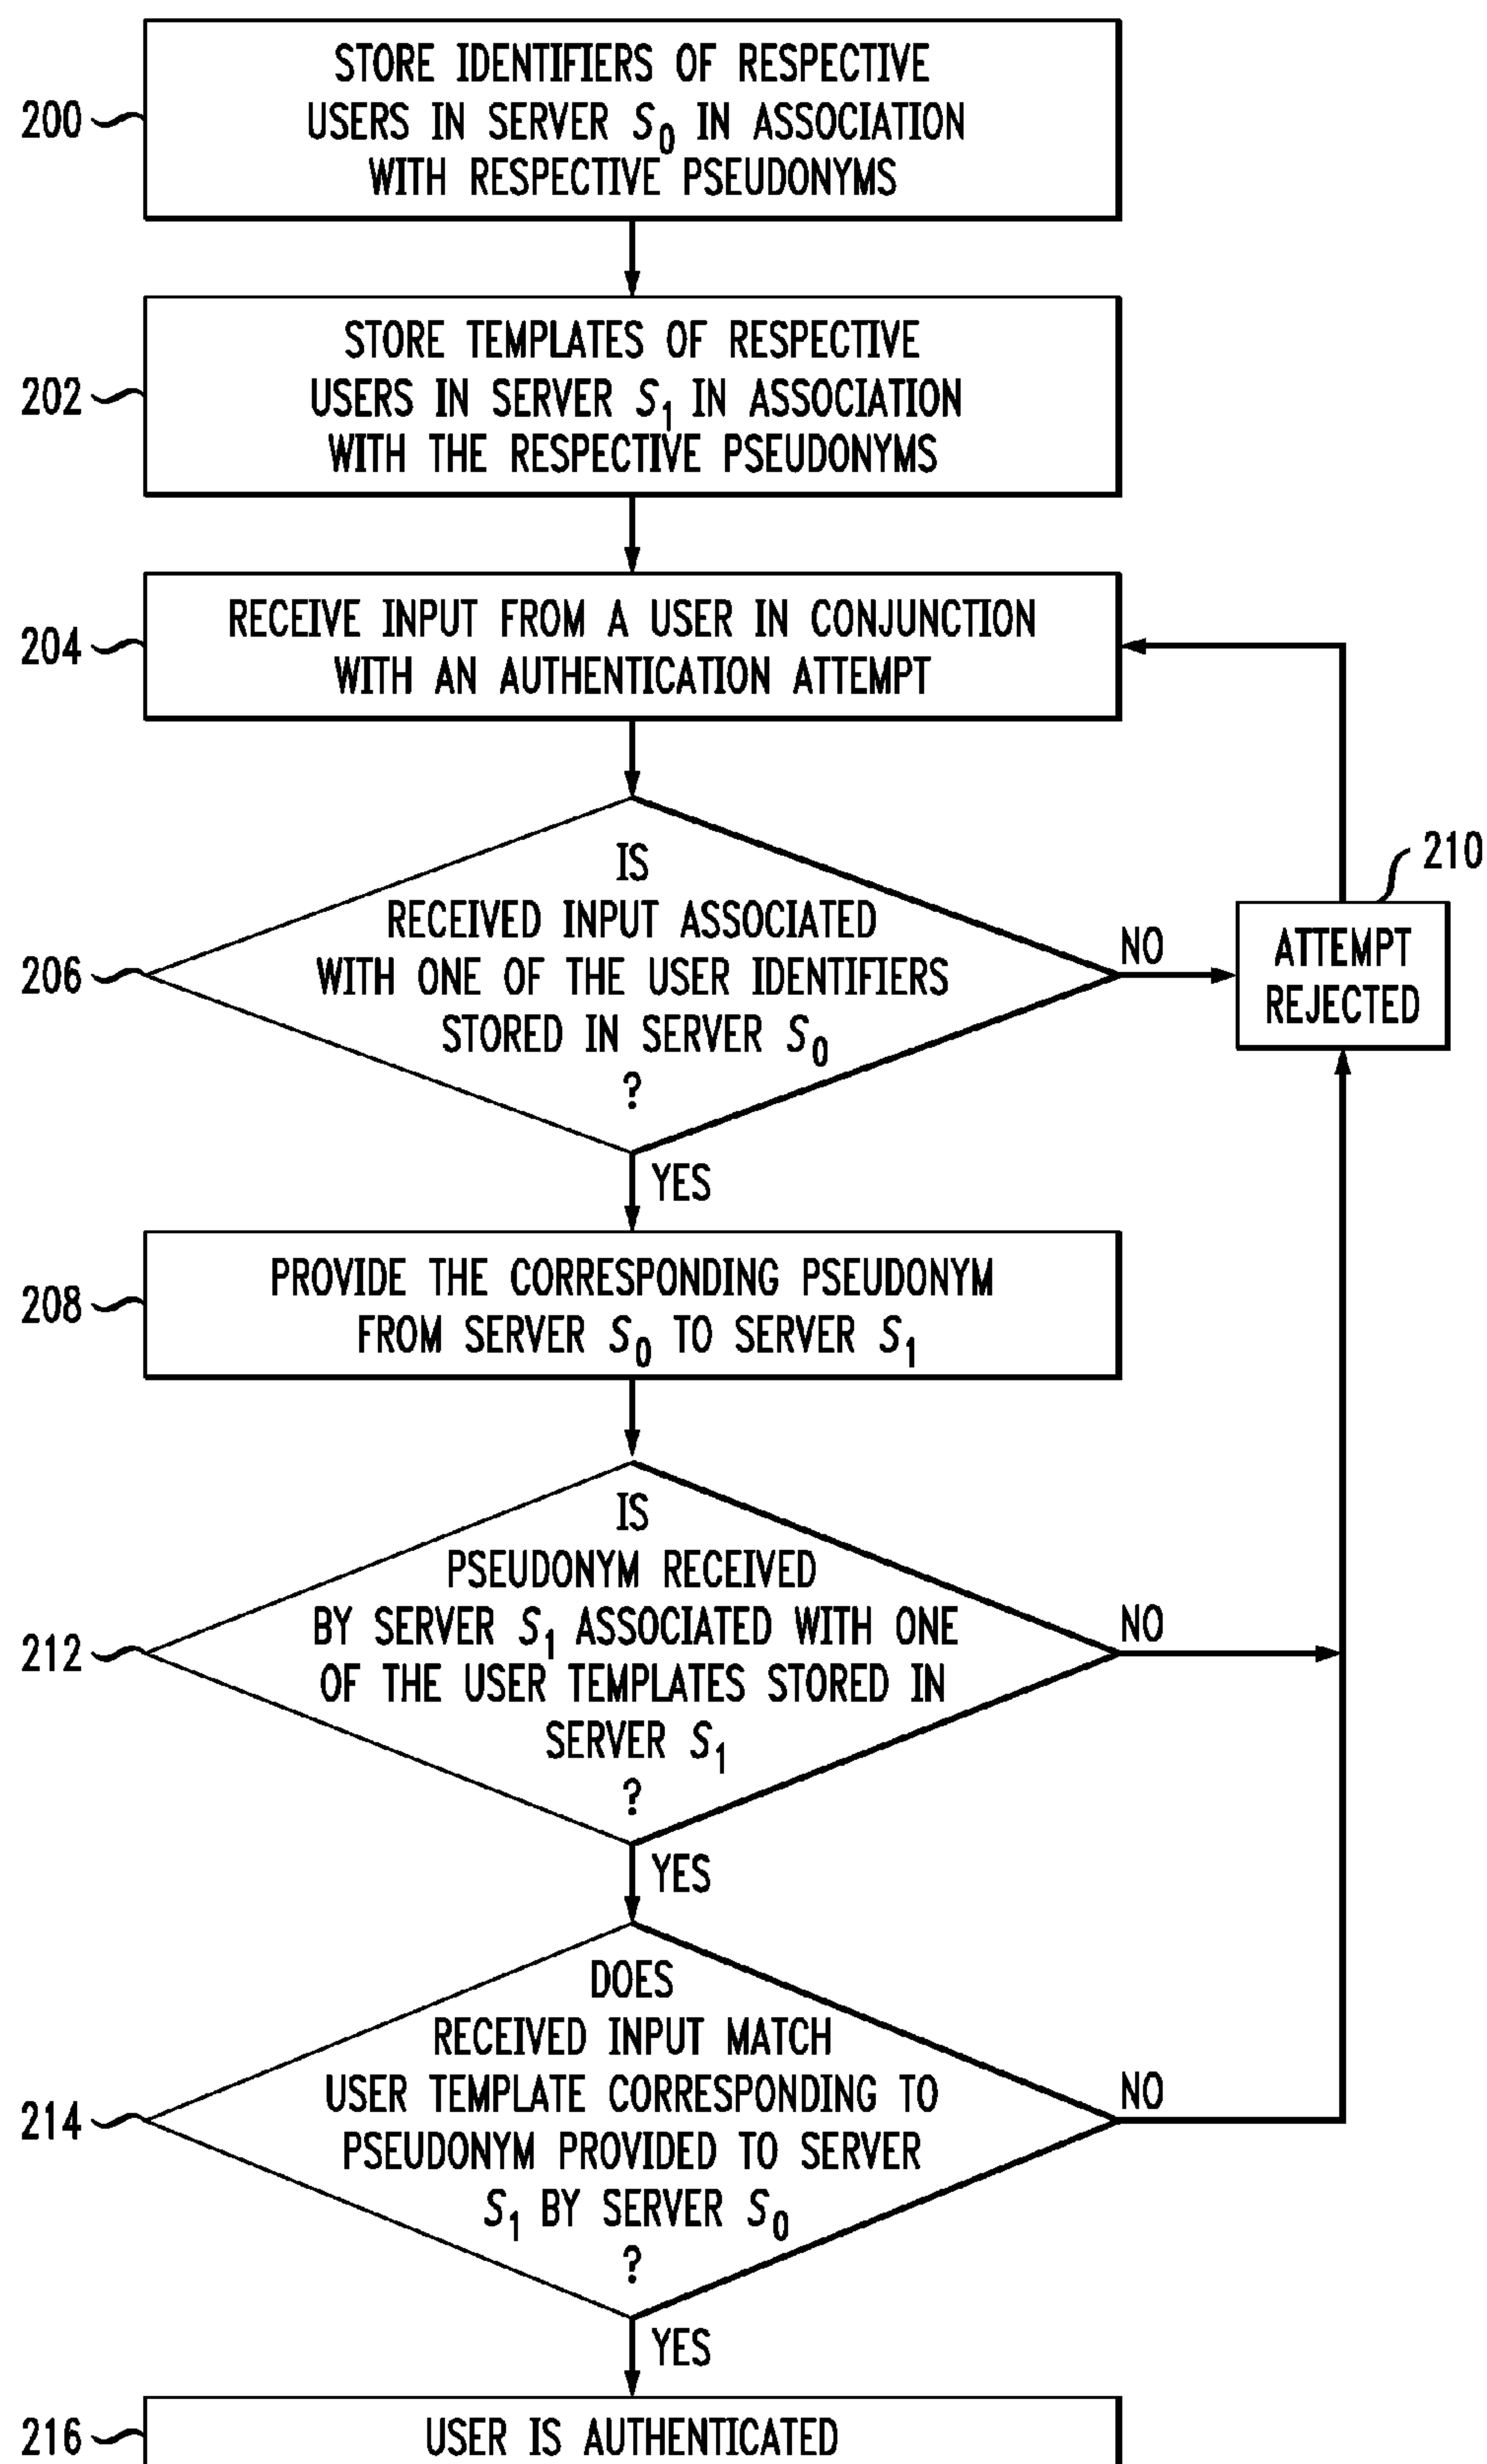 200
STORE IDENTIFIERS OF RESPECTIVE
USERS IN SERVER S0 IN ASSOCIATION
WITH RESPECTIVE PSEUDONYMS
202
STORE TEMPLATES OF RESPECTIVE
USERS IN SERVER S1 IN ASSOCIATION
WITH THE RESPECTIVE PSEUDONYMS
204
RECEIVE INPUT FROM A USER IN CONJUNCTION
WITH AN AUTHENTICATION ATTEMPT
206
IS
RECEIVED INPUT ASSOCIATED
WITH ONE OF THE USER IDENTIFIERS
STORED IN SERVER S0
?
NO
210
ATTEMPT
REJECTED
YES
208
PROVIDE THE CORRESPONDING PSEUDONYM
FROM SERVER S0 TO SERVER S1
212
IS
PSEUDONYM RECEIVED
BY SERVER S1 ASSOCIATED WITH ONE
OF THE USER TEMPLATES STORED IN
SERVER S1
?
NO
YES
214
DOES
RECEIVED INPUT MATCH
USER TEMPLATE CORRESPONDING TO
PSEUDONYM PROVIDED TO SERVER
S1 BY SERVER S0
?
NO
YES
216
USER IS AUTHENTICATED